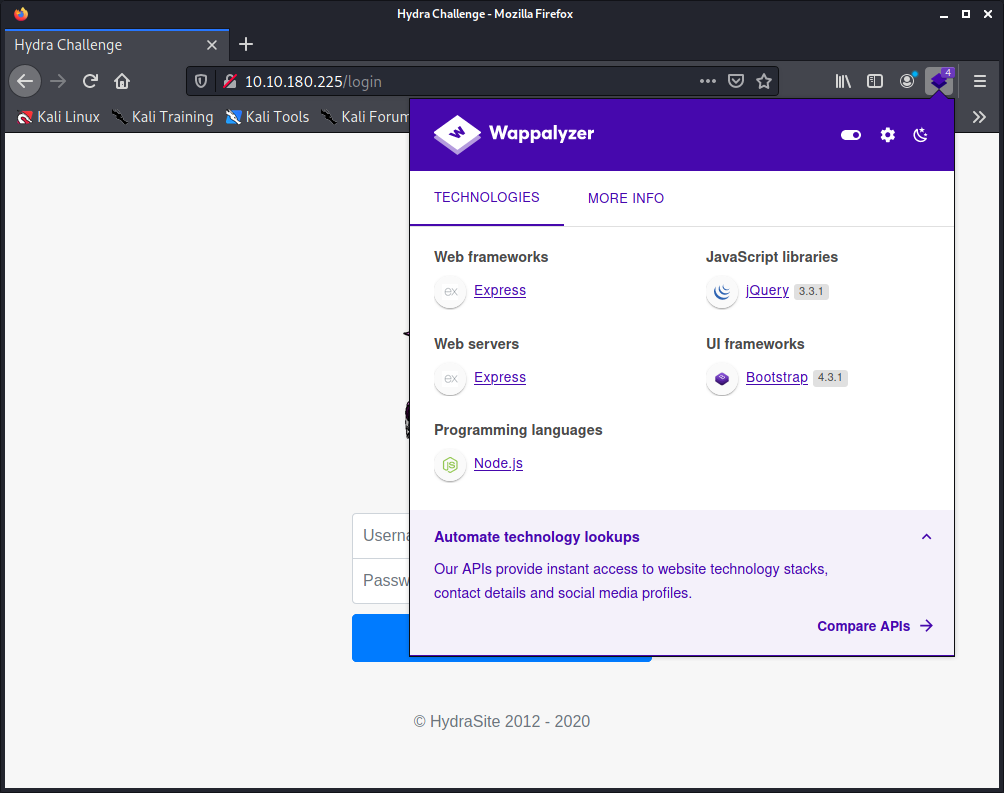 Hydra Challenge - Mozilla Firefox
Hydra Challenge
10.10.180.225/login
4
Kali Linux Kali Training Kali Tools Kali Forum
W Wappalyzer
TECHNOLOGIES MORE INFO
Web frameworks JavaScript libraries
ex Express jQuery 3.3.1
Web servers UI frameworks
ex Express Bootstrap 4.3.1
Programming languages
JS Node.js
Userna
Automate technology lookups
Our APIs provide instant access to website technology stacks,
Passw
contact details and social media profiles.
Compare APIs
© HydraSite 2012 - 2020